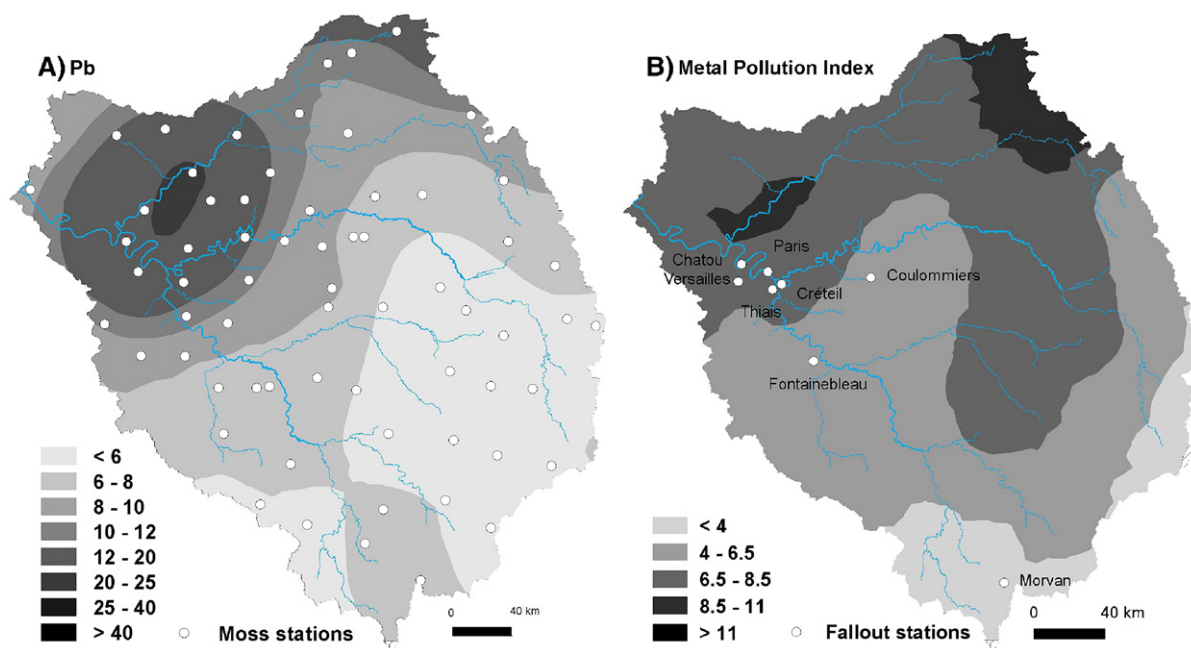 A) Pb
< 6
6 - 8
8 - 10
10 - 12
12 - 20
20 - 25
25 - 40
> 40
Moss stations
0 40 km
B) Metal Pollution Index
Paris
Chatou
Versailles
Coulommiers
Créteil
Thiais
Fontainebleau
Morvan
< 4
4 - 6.5
6.5 - 8.5
8.5 - 11
> 11
Fallout stations
0 40 km